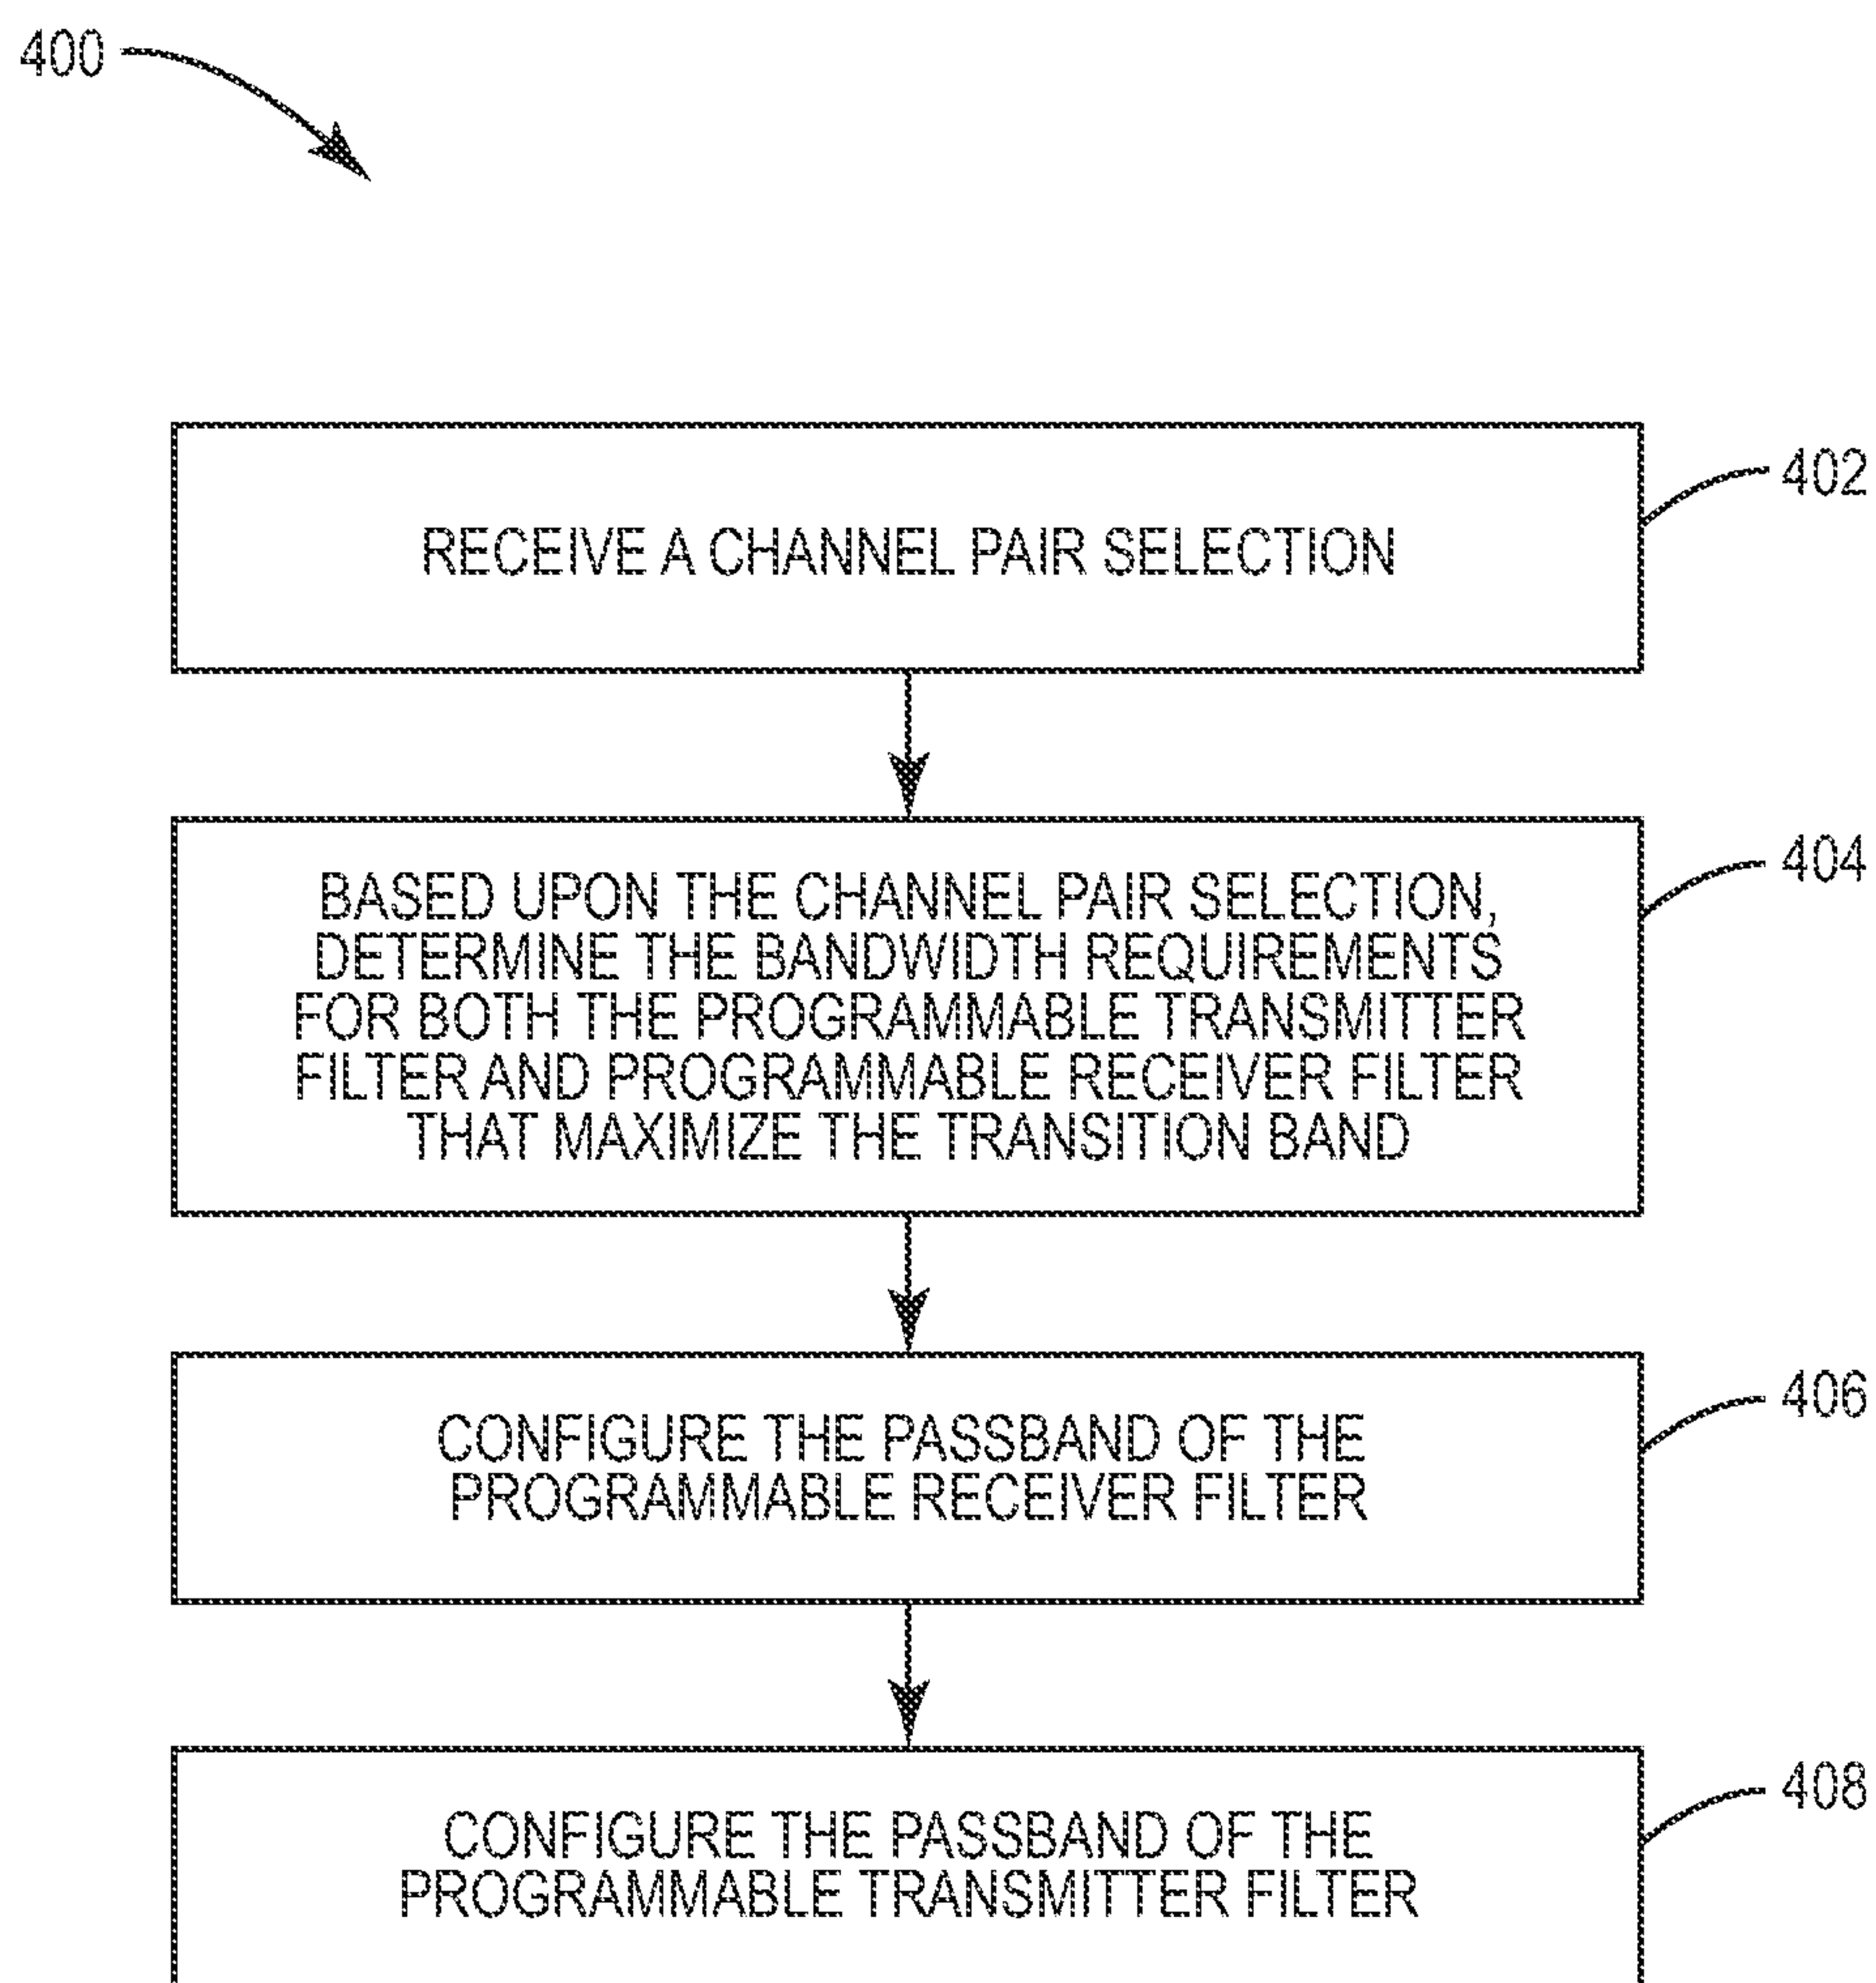 400
402
RECEIVE A CHANNEL PAIR SELECTION
404
BASED UPON THE CHANNEL PAIR SELECTION,
DETERMINE THE BANDWIDTH REQUIREMENTS
FOR BOTH THE PROGRAMMABLE TRANSMITTER
FILTER AND PROGRAMMABLE RECEIVER FILTER
THAT MAXIMIZE THE TRANSITION BAND
406
CONFIGURE THE PASSBAND OF THE
PROGRAMMABLE RECEIVER FILTER
408
CONFIGURE THE PASSBAND OF THE
PROGRAMMABLE TRANSMITTER FILTER